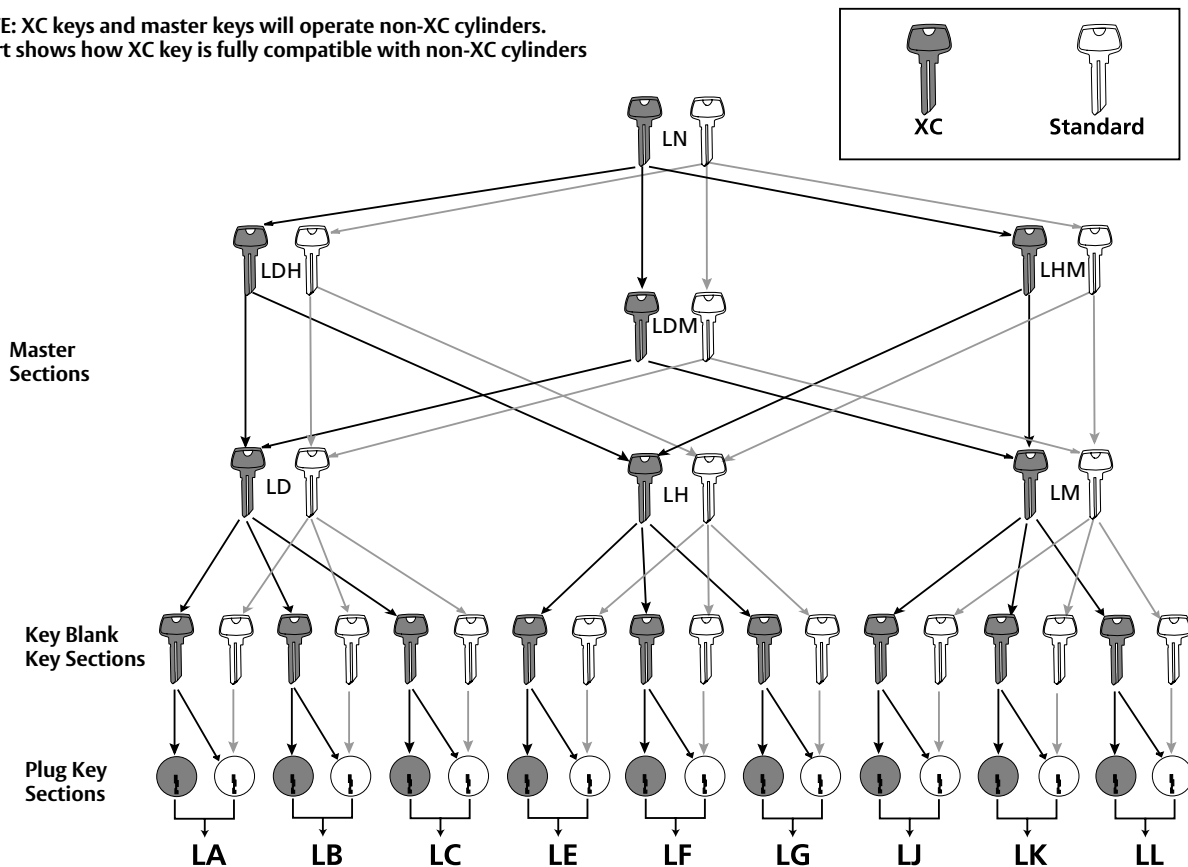 E: XC keys and master keys will operate non-XC cylinders.
t shows how XC key is fully compatible with non-XC cylinders
XC Standard
LN
LDH LHM
LDM
Master
Sections
LD LH LM
Key Blank
Key Sections
Plug Key
Sections
LA LB LC LE LF LG LJ LK LL